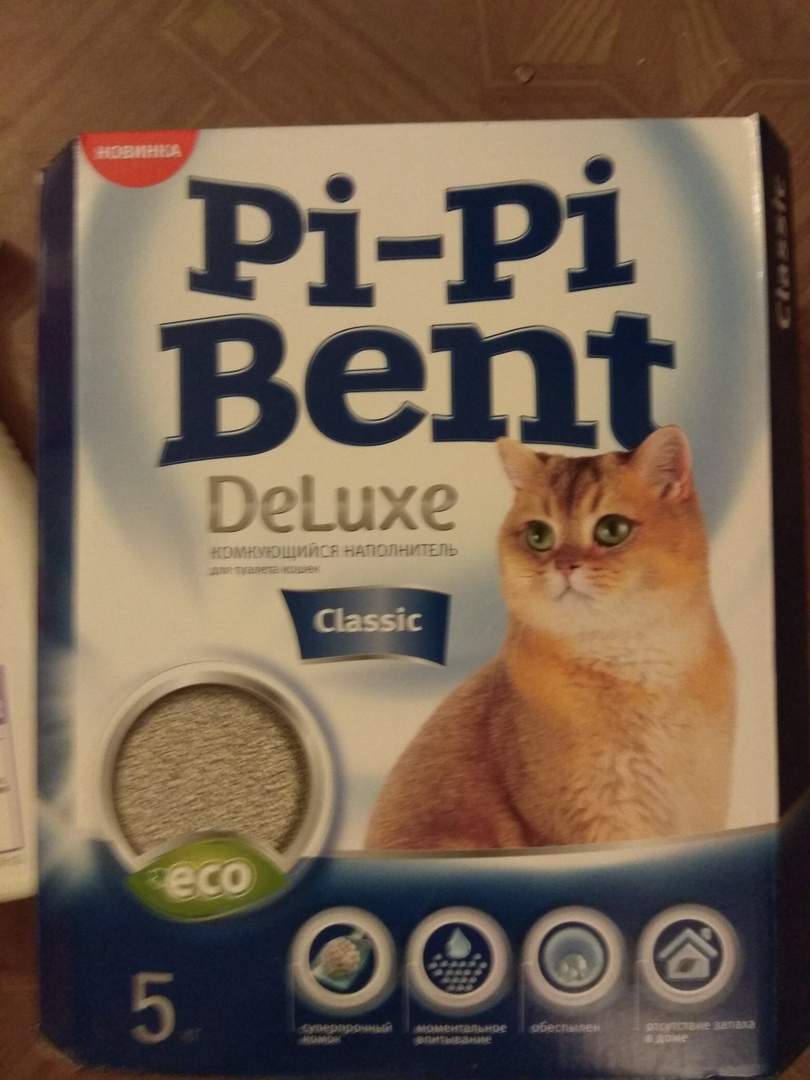 НОВИНКА
Pi-Pi
Bent
DeLuxe
КОМКУЮЩИЙСЯ НАПОЛНИТЕЛЬ
для туалета кошек
Classic
Classic
eco
5 кг
суперпрочный
комок
моментальное
впитывание
обеспылен
отсутствие запаха
в доме